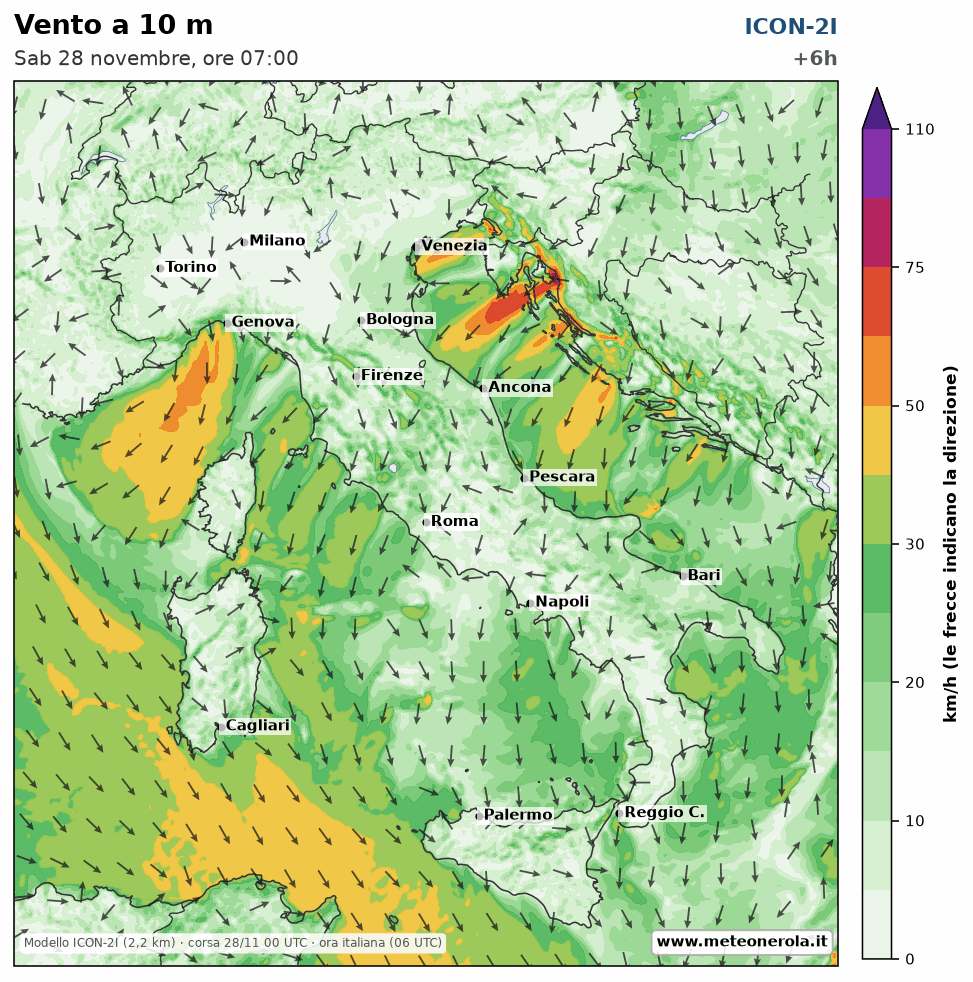 Vento a 10 m
ICON-2I
Sab 28 novembre, ore 07:00
+6h
110
75
50
30
20
10
0
km/h (le frecce indicano la direzione)
Milano
Venezia
Torino
Genova
Bologna
Firenze
Ancona
Pescara
Roma
Bari
Napoli
Cagliari
Palermo
Reggio C.
Modello ICON-2I (2,2 km) · corsa 28/11 00 UTC · ora italiana (06 UTC)
www.meteonerola.it